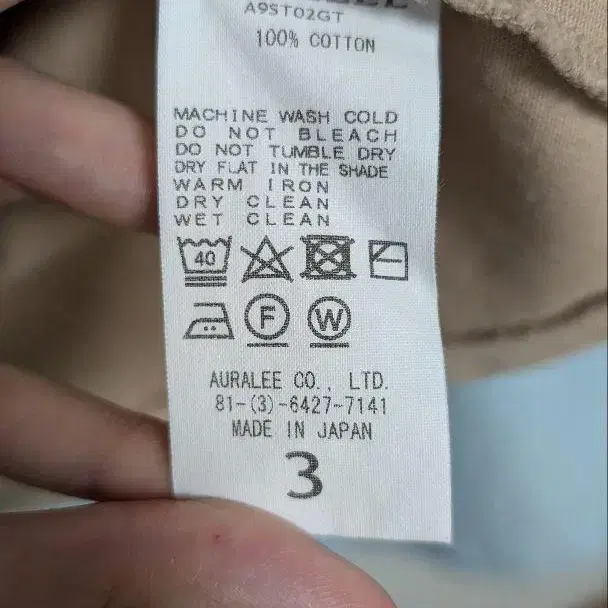 A9ST02GT
100% COTTON
MACHINE WASH COLD
DO NOT BLEACH
DO NOT TUMBLE DRY
DRY FLAT IN THE SHADE
WARM IRON
DRY CLEAN
WET CLEAN
40
F W
AURALEE CO., LTD.
81-(3)-6427-7141
MADE IN JAPAN
3